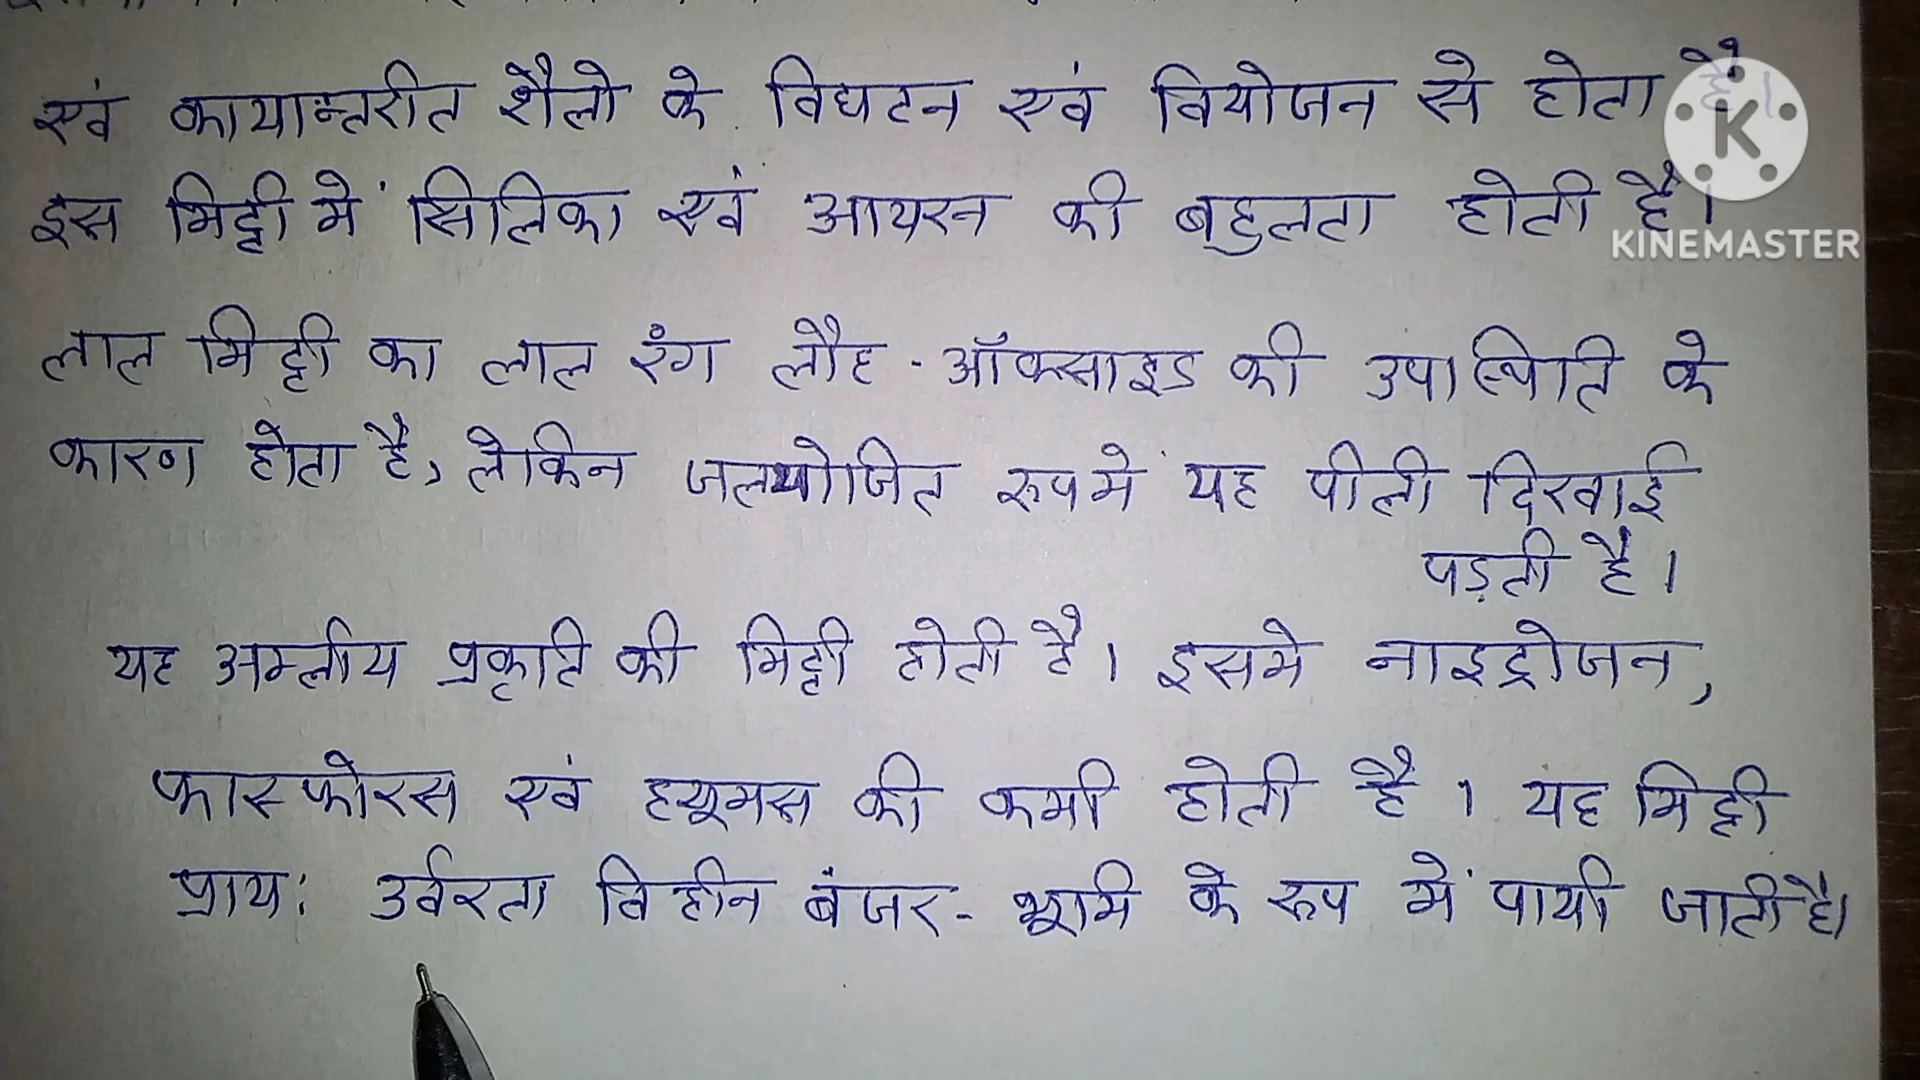 एवं कायान्तरीत शैलो के विघटन एवं वियोजन से होता है।
इस मिट्टी में सिलिका एवं आयरन की बहुलता होती है।
KINEMASTER
लाल मिट्टी का लाल रंग लौह - ऑक्साइड की उपस्थिति के
कारण होता है, लेकिन जलयोजित रूप में यह पीली दिखाई
पड़ती है।
यह अम्लीय प्रकृति की मिट्टी होती है। इसमे नाइट्रोजन,
फास्फोरस एवं ह्यूमस की कमी होती है। यह मिट्टी
प्राय: उर्वरता विहीन बंजर - भूमि के रूप में पायी जाती है।